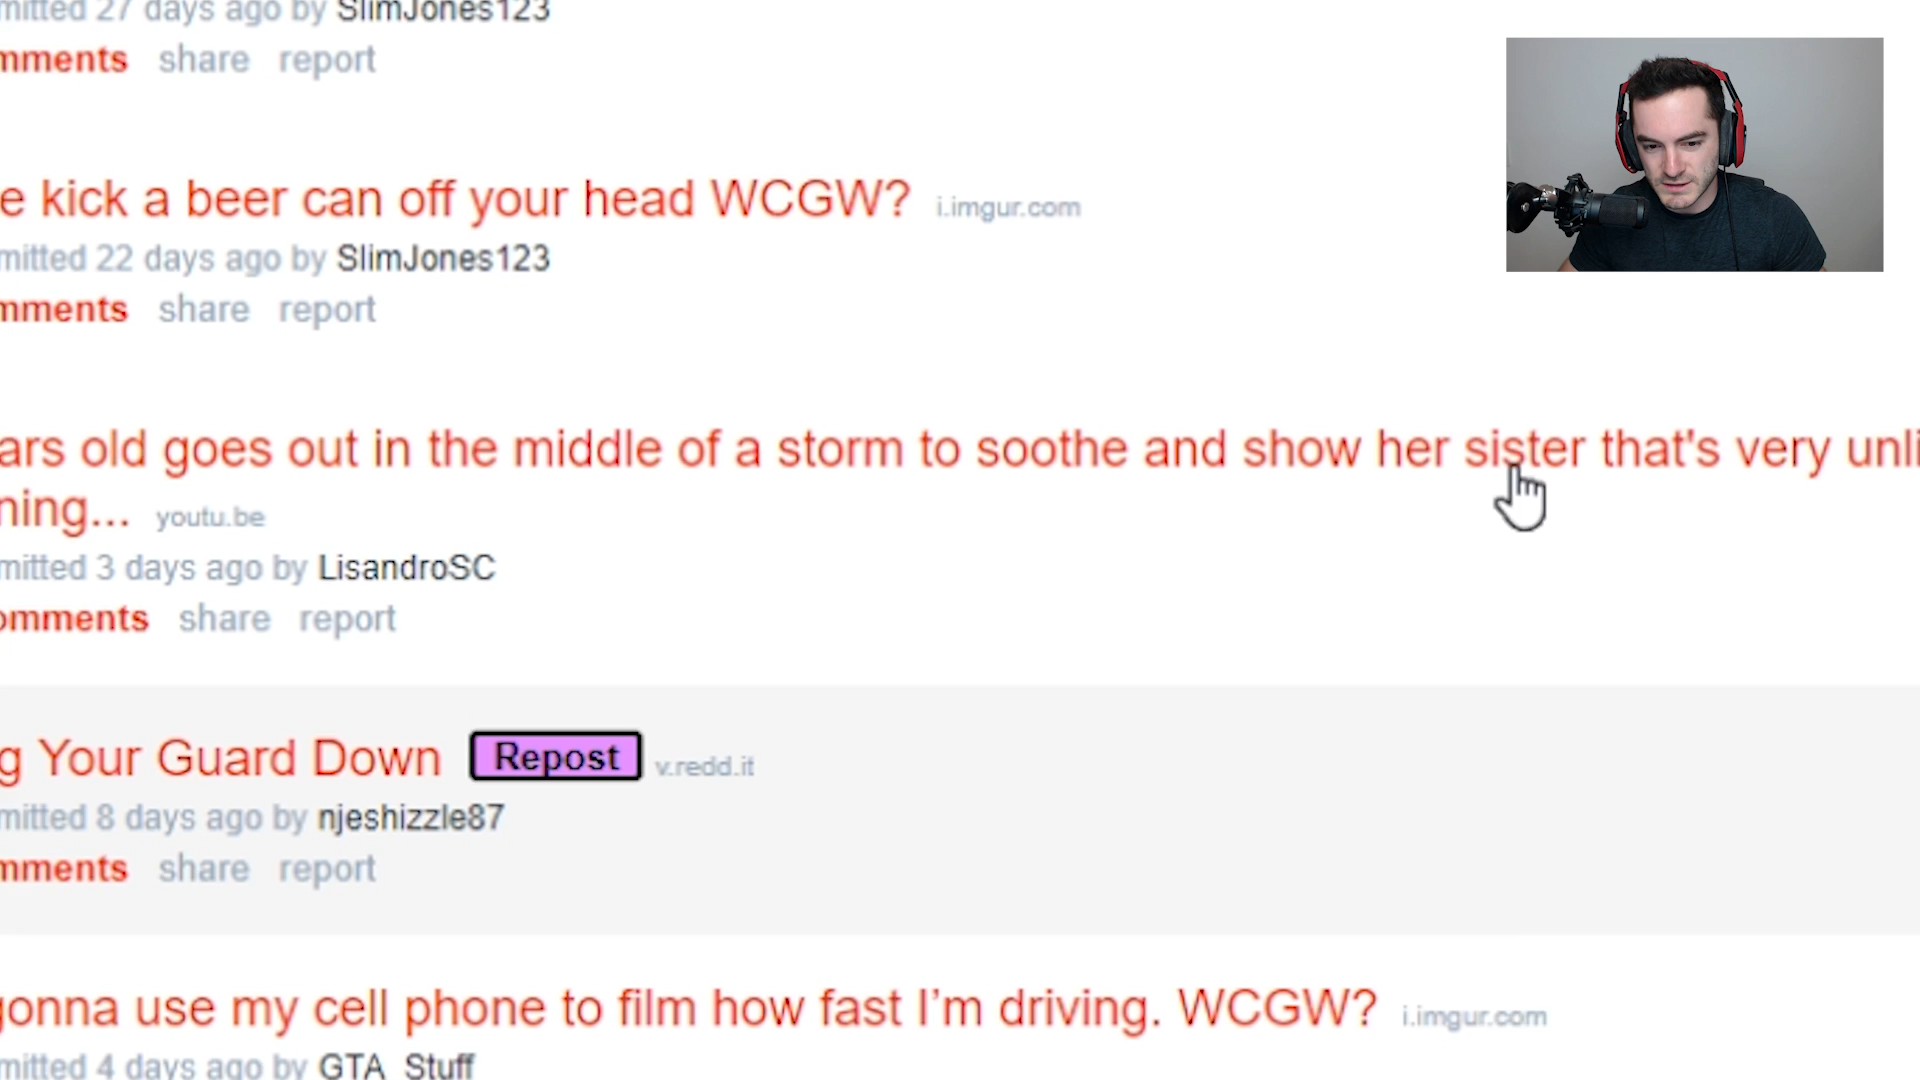 mitted 27 days ago by SlimJones123
mments share report
e kick a beer can off your head WCGW? i.imgur.com
mitted 22 days ago by SlimJones123
mments share report
ars old goes out in the middle of a storm to soothe and show her sister that's very unli
ning... youtu.be
mitted 3 days ago by LisandroSC
omments share report
g Your Guard Down Repost v.redd.it
mitted 8 days ago by njeshizzle87
mments share report
gonna use my cell phone to film how fast I’m driving. WCGW? i.imgur.com
mitted 4 days ago by GTA_Stuff